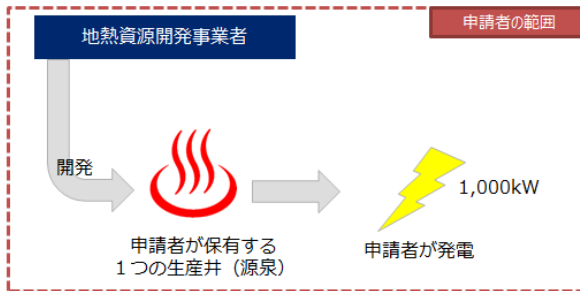 申請者の範囲
地熱資源開発事業者
開発
1,000kW
申請者が保有する
１つの生産井（源泉）
申請者が発電